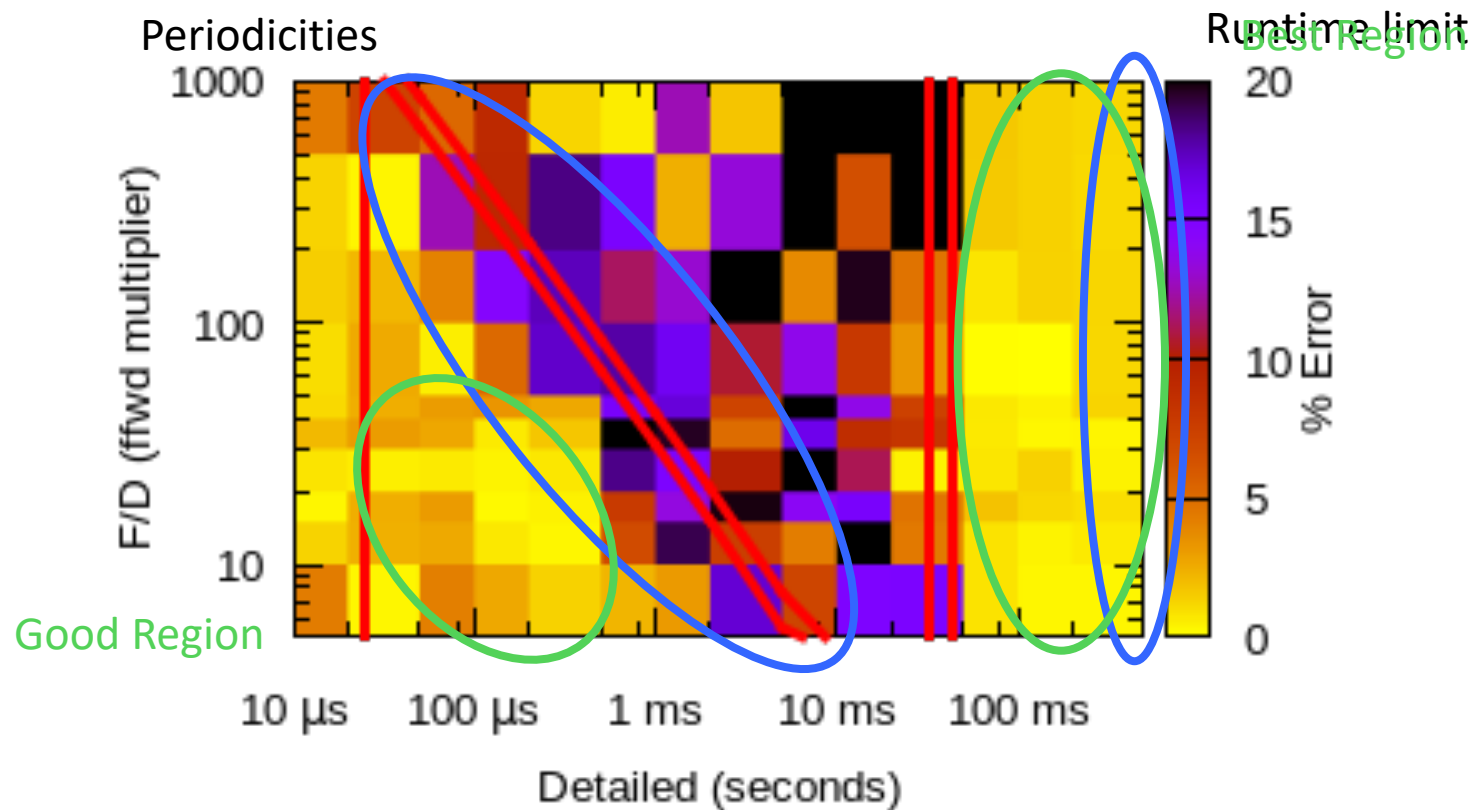 Periodicities
Runtime limit
Best Region
1000
100
10
F/D (ffwd multiplier)
Good Region
20
15
10
5
0
% Error
10 µs
100 µs
1 ms
10 ms
100 ms
Detailed (seconds)